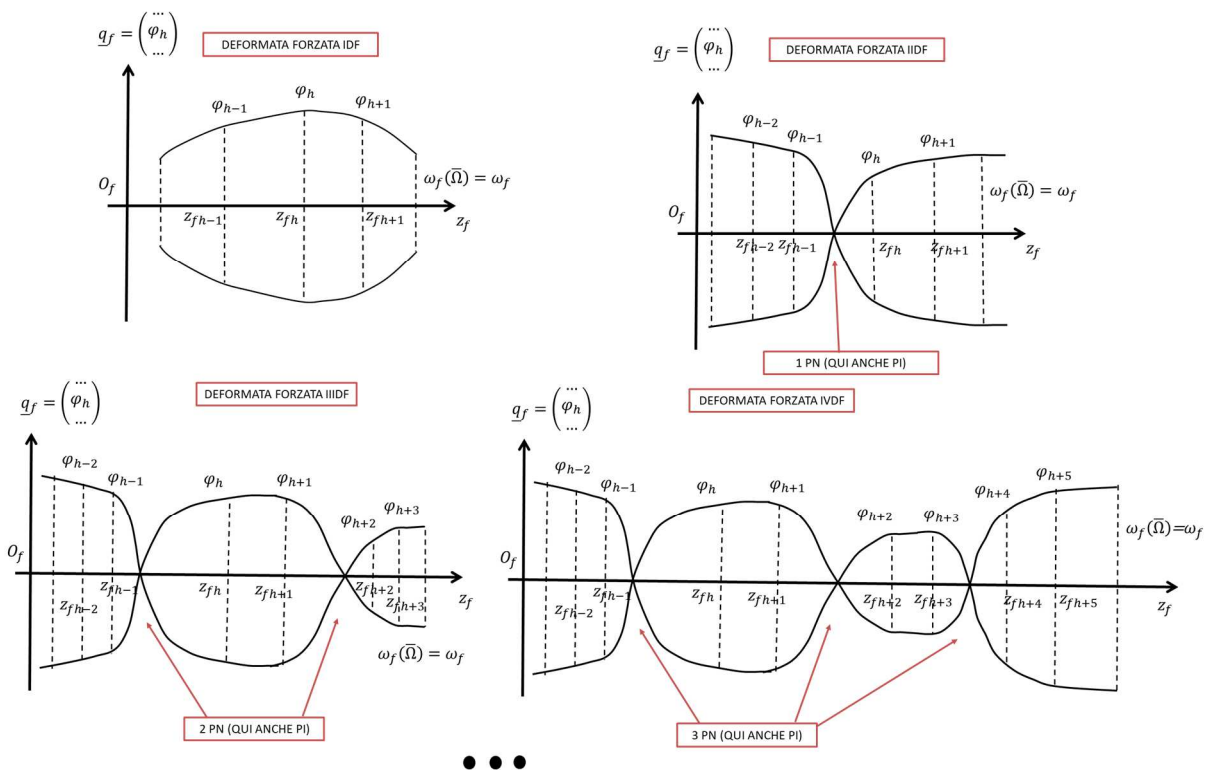 q_f = (... φ_h ...)
DEFORMATA FORZATA IDF
φ_{h-1} φ_h φ_{h+1}
O_f
ω_f(Ω̄) = ω_f
z_{fh-1} z_{fh} z_{fh+1} z_f
q_f = (... φ_h ...)
DEFORMATA FORZATA IIDF
φ_{h-2} φ_{h-1} φ_h φ_{h+1}
O_f
ω_f(Ω̄) = ω_f
z_{fh-2} z_{fh-1} z_{fh} z_{fh+1} z_f
1 PN (QUI ANCHE PI)
q_f = (... φ_h ...)
DEFORMATA FORZATA IIIDF
φ_{h-2} φ_{h-1} φ_h φ_{h+1} φ_{h+2} φ_{h+3}
O_f
z_{fh-2} z_{fh-1} z_{fh} z_{fh+1} z_{fh+2} z_{fh+3} z_f
ω_f(Ω̄) = ω_f
2 PN (QUI ANCHE PI)
q_f = (... φ_h ...)
DEFORMATA FORZATA IVDF
φ_{h-2} φ_{h-1} φ_h φ_{h+1} φ_{h+2} φ_{h+3} φ_{h+4} φ_{h+5}
O_f
ω_f(Ω̄)=ω_f
z_{fh-2} z_{fh-1} z_{fh} z_{fh+1} z_{fh+2} z_{fh+3} z_{fh+4} z_{fh+5} z_f
3 PN (QUI ANCHE PI)
•••